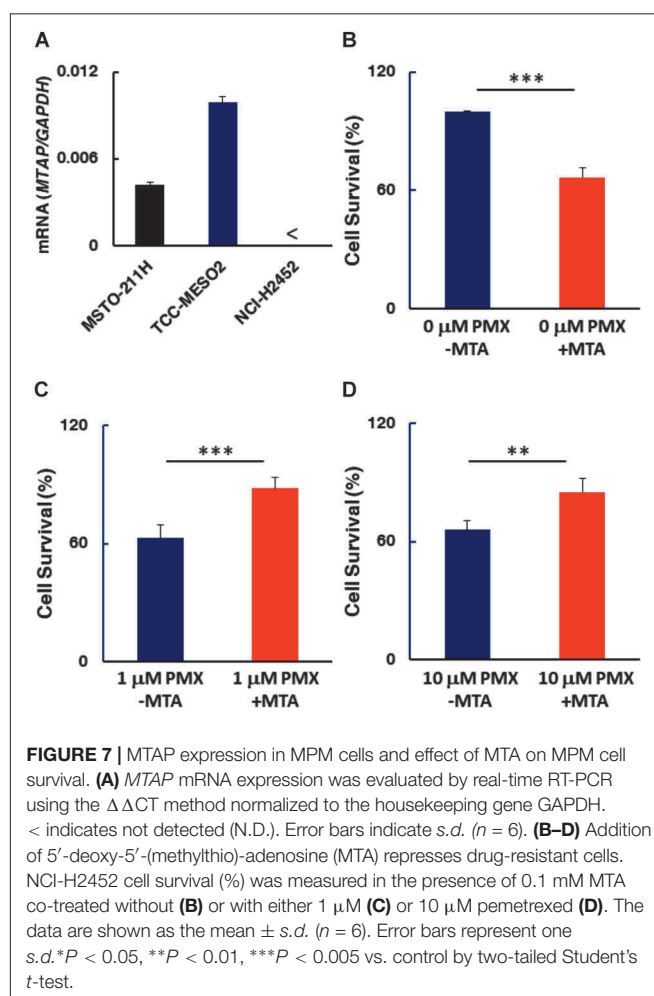 A
0.012
0.006
0
mRNA (MTAP/GAPDH)
<
MSTO-211H
TCC-MESO2
NCI-H2452
B
120
60
0
Cell Survival (%)
***
0 μM PMX
-MTA
0 μM PMX
+MTA
C
120
60
0
Cell Survival (%)
***
1 μM PMX
-MTA
1 μM PMX
+MTA
D
120
60
0
Cell Survival (%)
**
10 μM PMX
-MTA
10 μM PMX
+MTA
FIGURE 7 | MTAP expression in MPM cells and effect of MTA on MPM cell
survival. (A) MTAP mRNA expression was evaluated by real-time RT-PCR
using the ΔΔCT method normalized to the housekeeping gene GAPDH.
< indicates not detected (N.D.). Error bars indicate s.d. (n = 6). (B–D) Addition
of 5′-deoxy-5′-(methylthio)-adenosine (MTA) represses drug-resistant cells.
NCI-H2452 cell survival (%) was measured in the presence of 0.1 mM MTA
co-treated without (B) or with either 1 μM (C) or 10 μM pemetrexed (D). The
data are shown as the mean ± s.d. (n = 6). Error bars represent one
s.d.*P < 0.05, **P < 0.01, ***P < 0.005 vs. control by two-tailed Student's
t-test.